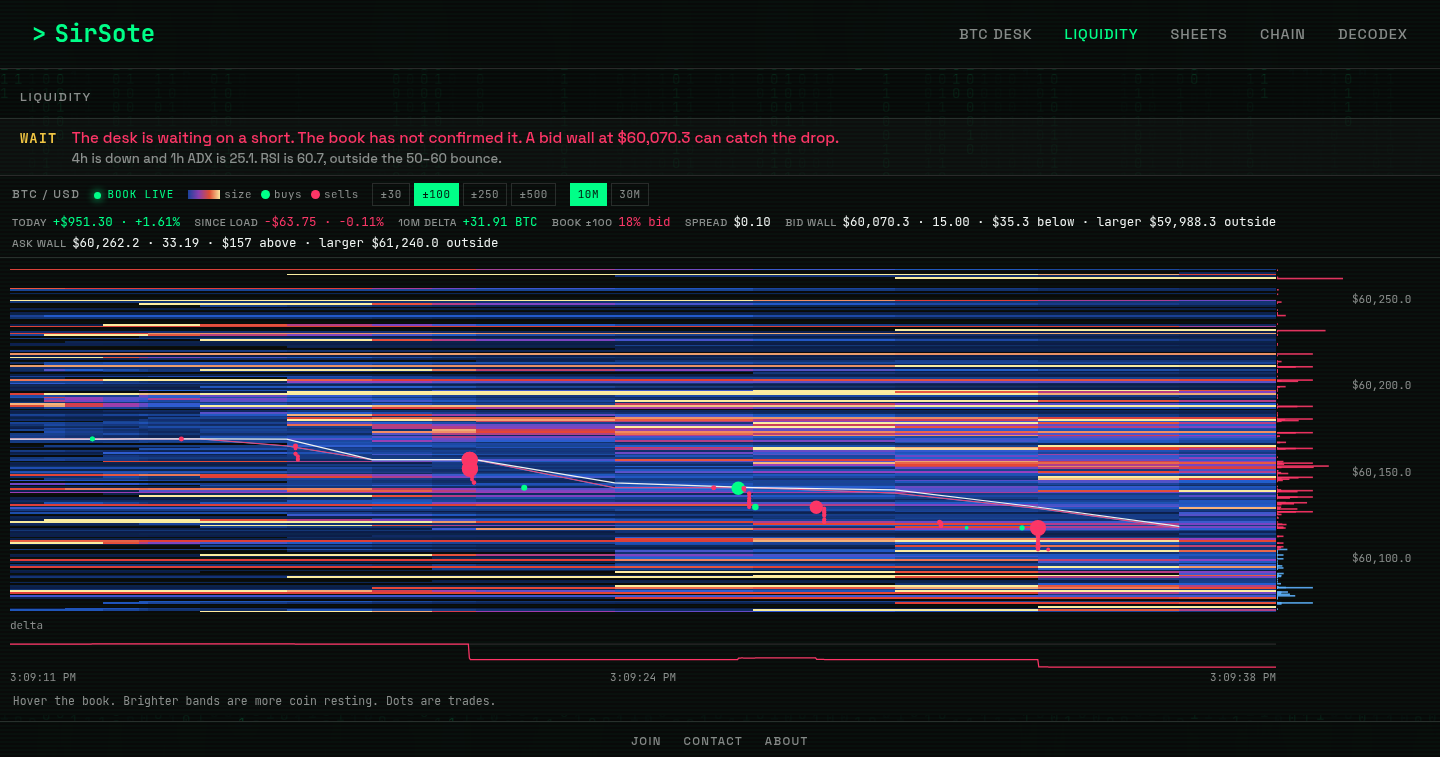 > SirSote
BTC DESK LIQUIDITY SHEETS CHAIN DECODEX
LIQUIDITY
WAIT The desk is waiting on a short. The book has not confirmed it. A bid wall at $60,070.3 can catch the drop.
4h is down and 1h ADX is 25.1. RSI is 60.7, outside the 50–60 bounce.
BTC / USD BOOK LIVE size buys sells ±30 ±100 ±250 ±500 10M 30M
TODAY +$951.30 · +1.61% SINCE LOAD -$63.75 · -0.11% 10M DELTA +31.91 BTC BOOK ±100 18% bid SPREAD $0.10 BID WALL $60,070.3 · 15.00 · $35.3 below · larger $59,988.3 outside
ASK WALL $60,262.2 · 33.19 · $157 above · larger $61,240.0 outside
$60,250.0
$60,200.0
$60,150.0
$60,100.0
delta
3:09:11 PM 3:09:24 PM 3:09:38 PM
Hover the book. Brighter bands are more coin resting. Dots are trades.
JOIN CONTACT ABOUT